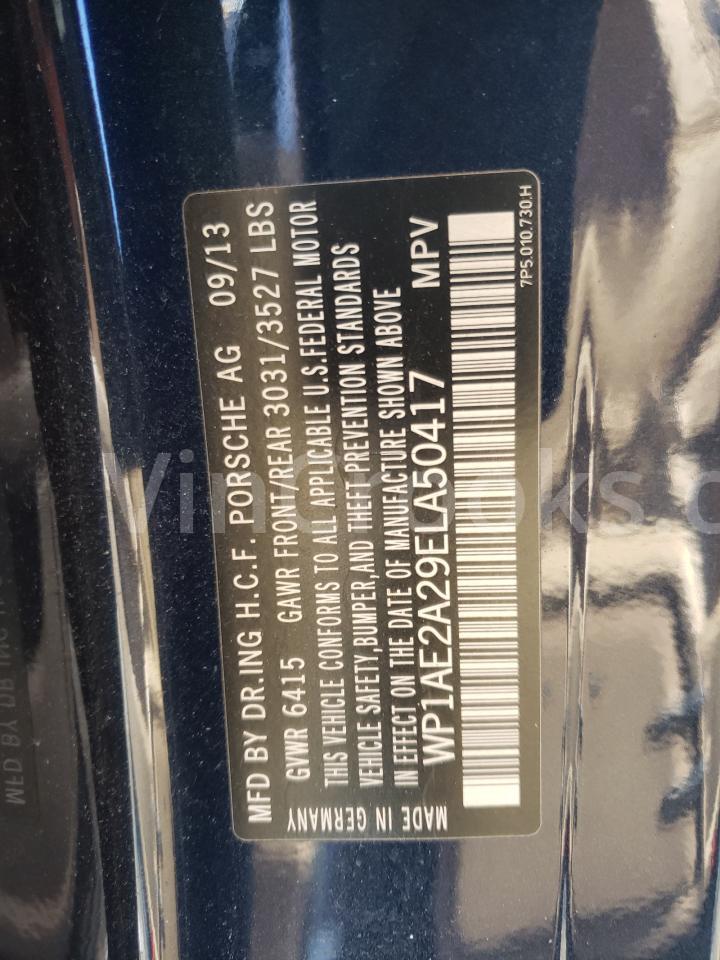 MFD BY DR.ING H.C.F. PORSCHE AG 09/13
GVWR 6415 GAWR FRONT/REAR 3031/3527 LBS
THIS VEHICLE CONFORMS TO ALL APPLICABLE U.S.FEDERAL MOTOR
VEHICLE SAFETY,BUMPER,AND THEFT PREVENTION STANDARDS
IN EFFECT ON THE DATE OF MANUFACTURE SHOWN ABOVE
WP1AE2A29ELA50417 MPV
MADE IN GERMANY
7P5.010.730.H
VinCrooks.co